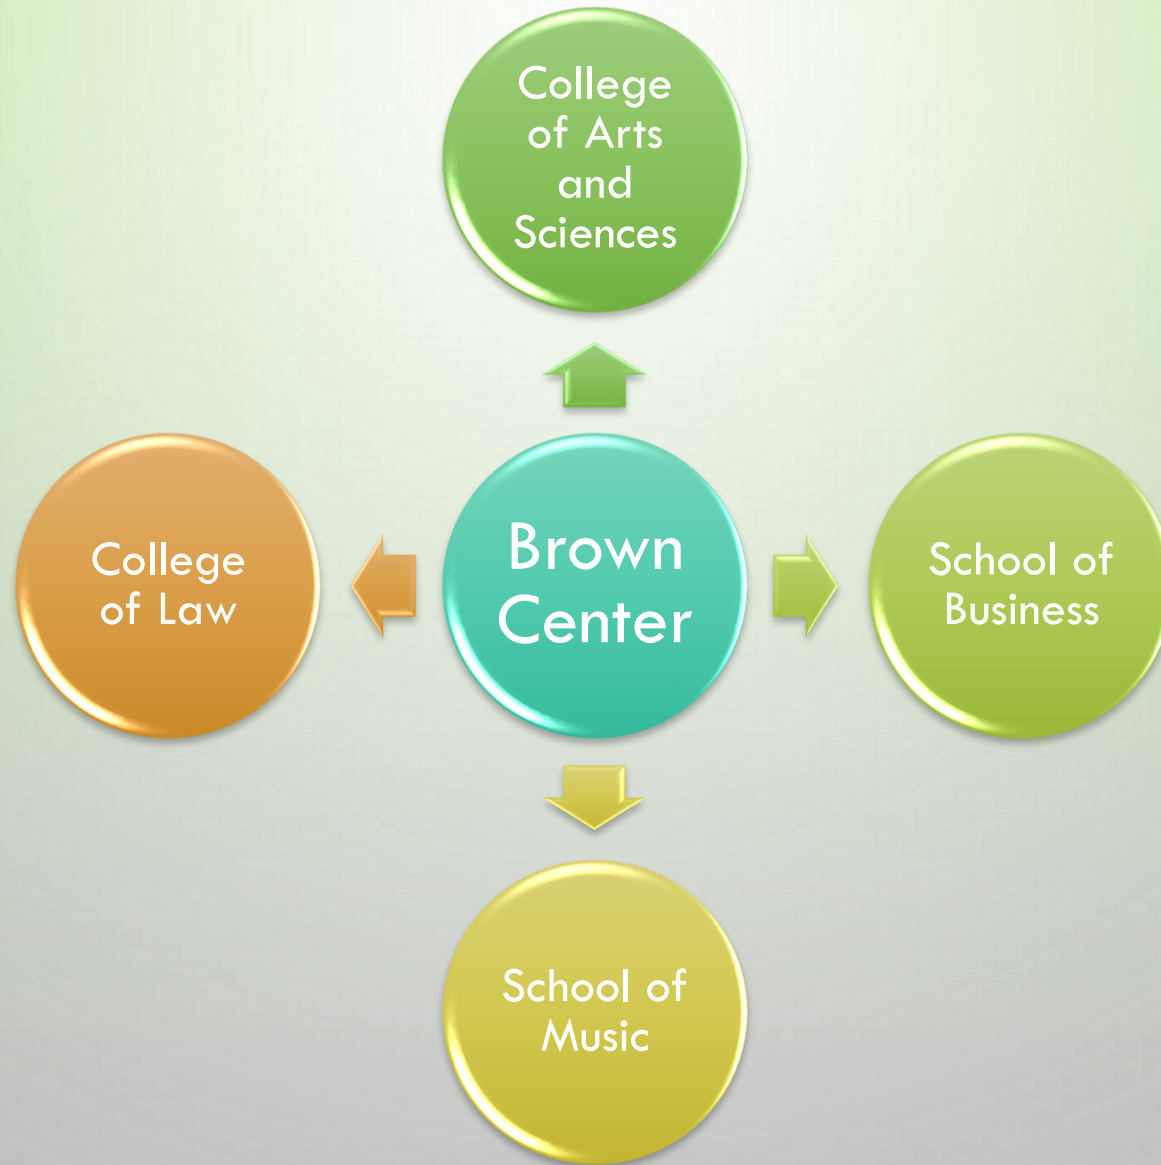 College
of Arts
and
Sciences
College
of Law
Brown
Center
School of
Business
School of
Music